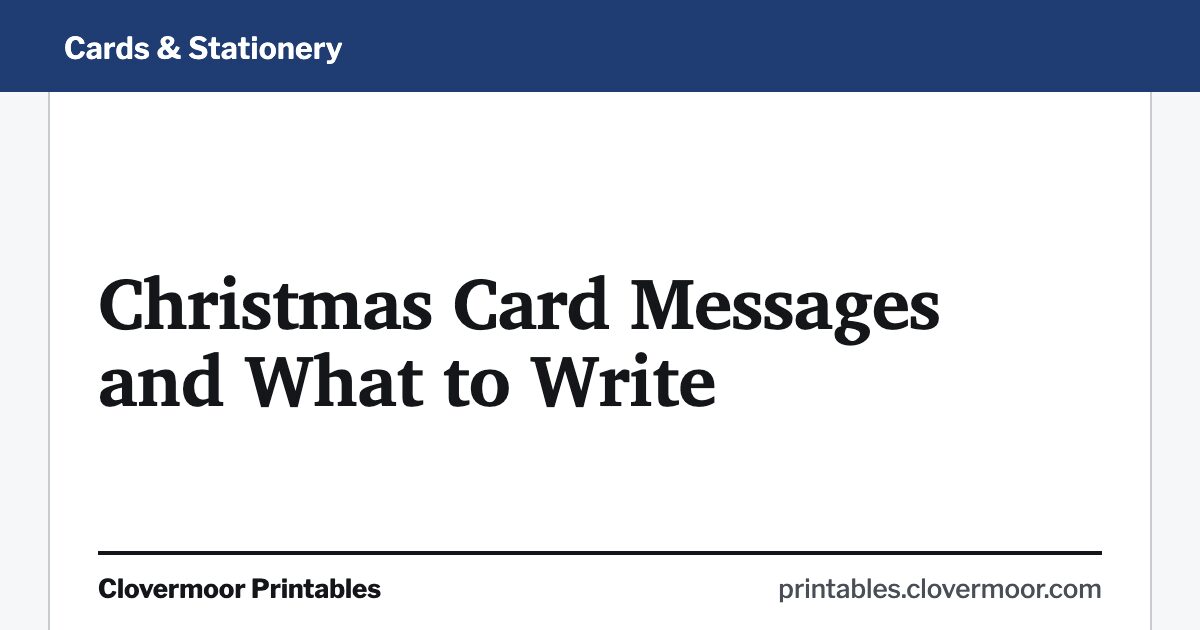 Cards & Stationery
Christmas Card Messages
and What to Write
Clovermoor Printables
printables.clovermoor.com